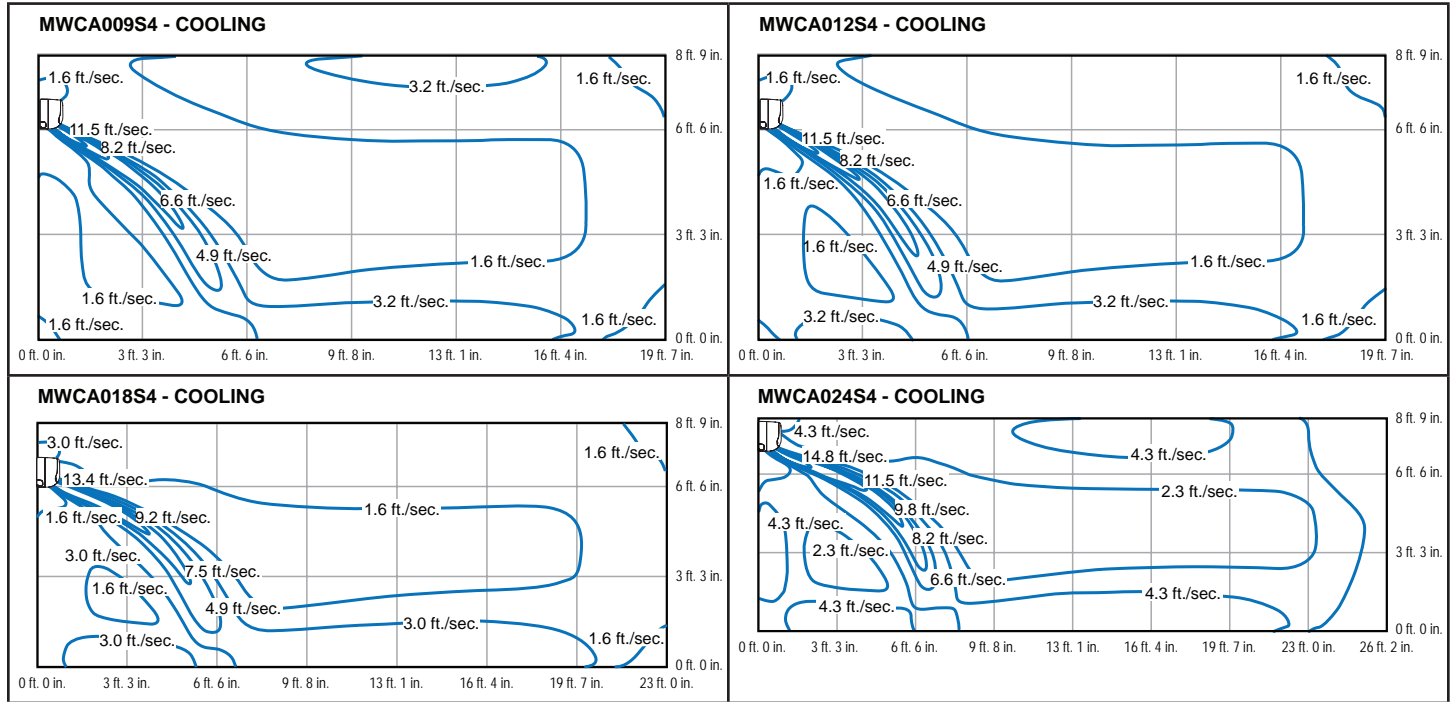 MWCA009S4 - COOLING
8 ft. 9 in.
1.6 ft./sec.
3.2 ft./sec.
1.6 ft./sec.
11.5 ft./sec.
6 ft. 6 in.
8.2 ft./sec.
6.6 ft./sec.
3 ft. 3 in.
4.9 ft./sec.
1.6 ft./sec.
1.6 ft./sec.
3.2 ft./sec.
1.6 ft./sec.
1.6 ft./sec.
0 ft. 0 in.
0 ft. 0 in. 3 ft. 3 in. 6 ft. 6 in. 9 ft. 8 in. 13 ft. 1 in. 16 ft. 4 in. 19 ft. 7 in.
MWCA012S4 - COOLING
8 ft. 9 in.
1.6 ft./sec.
1.6 ft./sec.
6 ft. 6 in.
11.5 ft./sec.
8.2 ft./sec.
1.6 ft./sec.
6.6 ft./sec.
3 ft. 3 in.
1.6 ft./sec.
4.9 ft./sec.
1.6 ft./sec.
3.2 ft./sec.
3.2 ft./sec.
1.6 ft./sec.
0 ft. 0 in.
0 ft. 0 in. 3 ft. 3 in. 6 ft. 6 in. 9 ft. 8 in. 13 ft. 1 in. 16 ft. 4 in. 19 ft. 7 in.
MWCA018S4 - COOLING
8 ft. 9 in.
3.0 ft./sec.
1.6 ft./sec.
13.4 ft./sec.
6 ft. 6 in.
1.6 ft./sec.
1.6 ft./sec.
9.2 ft./sec.
3.0 ft./sec.
7.5 ft./sec.
3 ft. 3 in.
1.6 ft./sec.
4.9 ft./sec.
3.0 ft./sec.
3.0 ft./sec.
1.6 ft./sec.
0 ft. 0 in.
0 ft. 0 in. 3 ft. 3 in. 6 ft. 6 in. 9 ft. 8 in. 13 ft. 1 in. 16 ft. 4 in. 19 ft. 7 in. 23 ft. 0 in.
MWCA024S4 - COOLING
8 ft. 9 in.
4.3 ft./sec.
4.3 ft./sec.
14.8 ft./sec.
6 ft. 6 in.
11.5 ft./sec.
2.3 ft./sec.
9.8 ft./sec.
4.3 ft./sec.
8.2 ft./sec.
2.3 ft./sec.
3 ft. 3 in.
6.6 ft./sec.
4.3 ft./sec.
4.3 ft./sec.
0 ft. 0 in.
0 ft. 0 in. 3 ft. 3 in. 6 ft. 6 in. 9 ft. 8 in. 13 ft. 1 in. 16 ft. 4 in. 19 ft. 7 in. 23 ft. 0 in. 26 ft. 2 in.